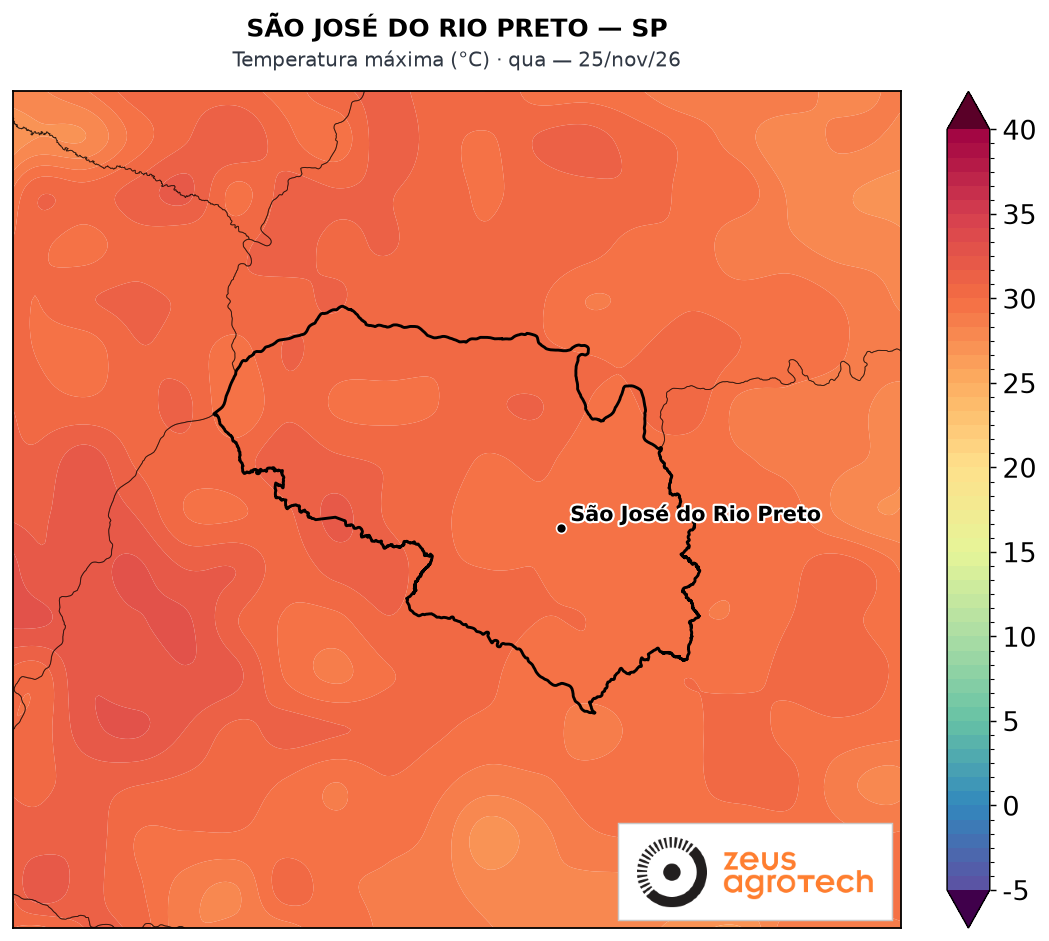 SÃO JOSÉ DO RIO PRETO — SP
Temperatura máxima (°C) · qua — 25/nov/26
40
35
30
25
20
15
10
5
0
-5
São José do Rio Preto
zeus
agrotech